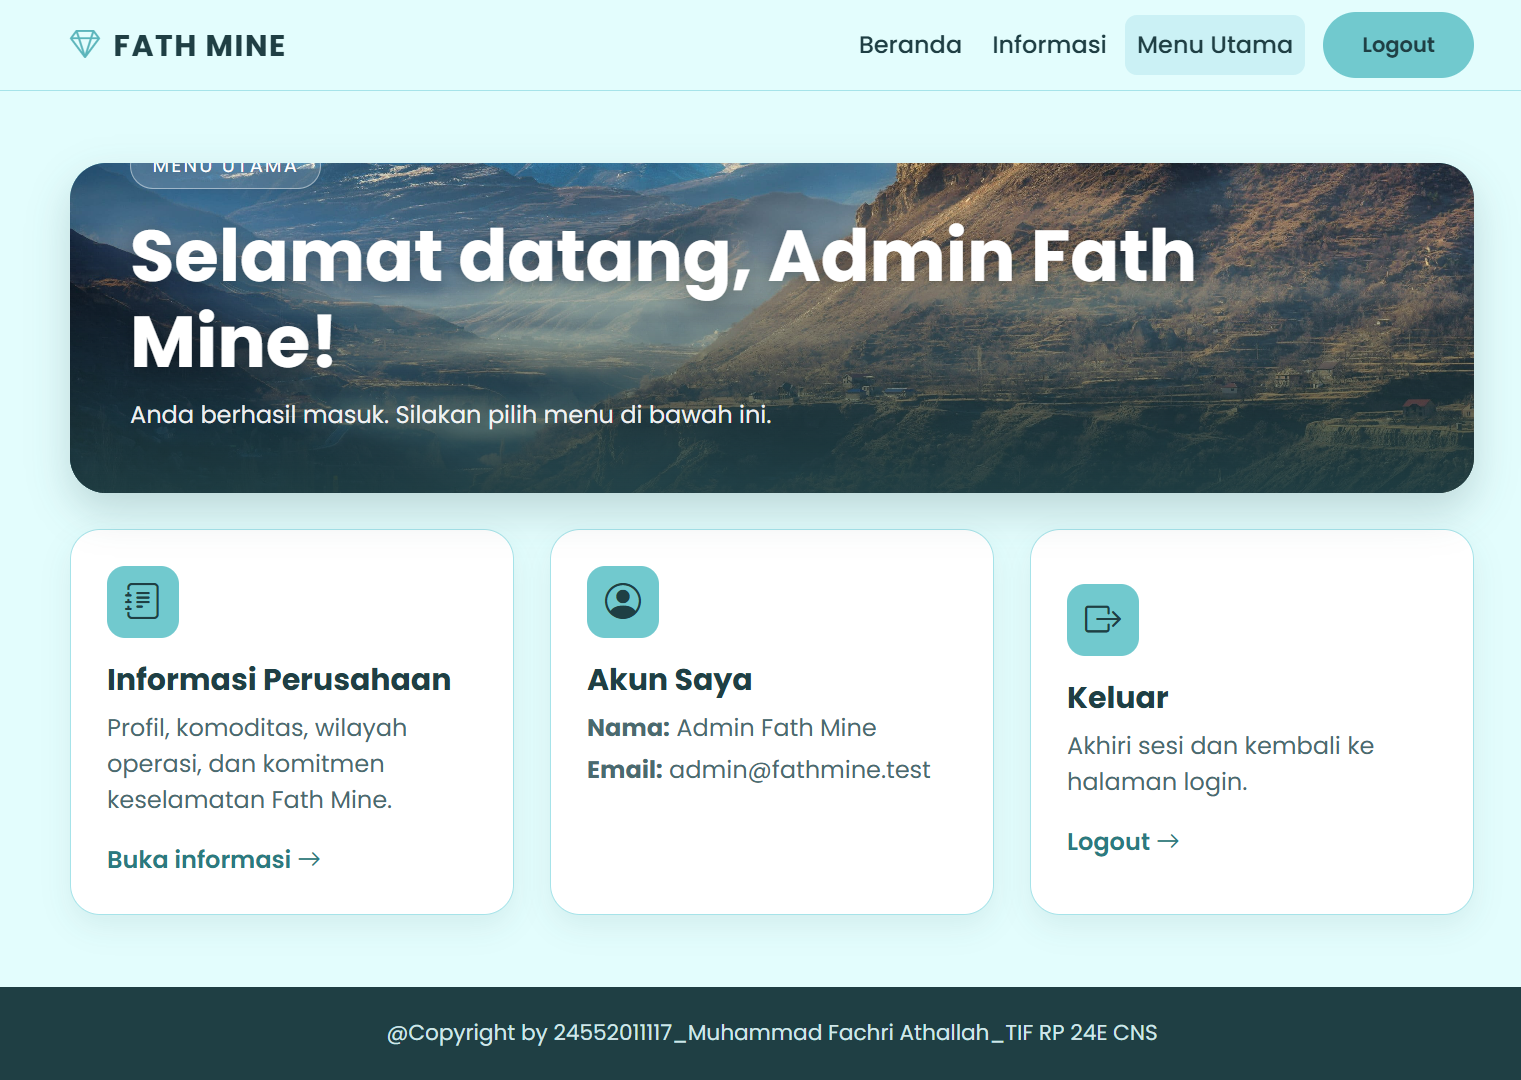 FATH MINE
Beranda Informasi Menu Utama Logout
MENU UTAMA
Selamat datang, Admin Fath
Mine!
Anda berhasil masuk. Silakan pilih menu di bawah ini.
Informasi Perusahaan
Profil, komoditas, wilayah
operasi, dan komitmen
keselamatan Fath Mine.
Buka informasi →
Akun Saya
Nama: Admin Fath Mine
Email: admin@fathmine.test
Keluar
Akhiri sesi dan kembali ke
halaman login.
Logout →
@Copyright by 24552011117_Muhammad Fachri Athallah_TIF RP 24E CNS